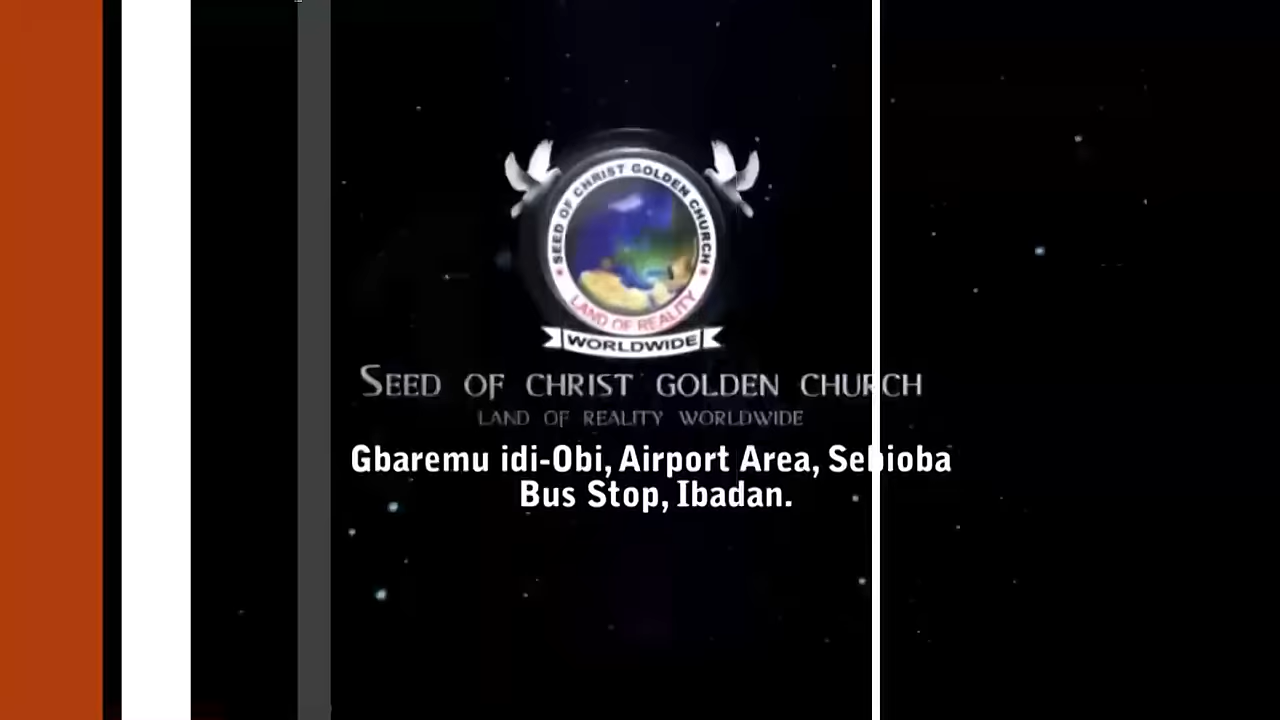 SEED OF CHRIST GOLDEN CHURCH
LAND OF REALITY
WORLDWIDE
SEED OF CHRIST GOLDEN CHURCH
LAND OF REALITY WORLDWIDE
Gbaremu idi-Obi, Airport Area,
Bus Stop, Ibadan.